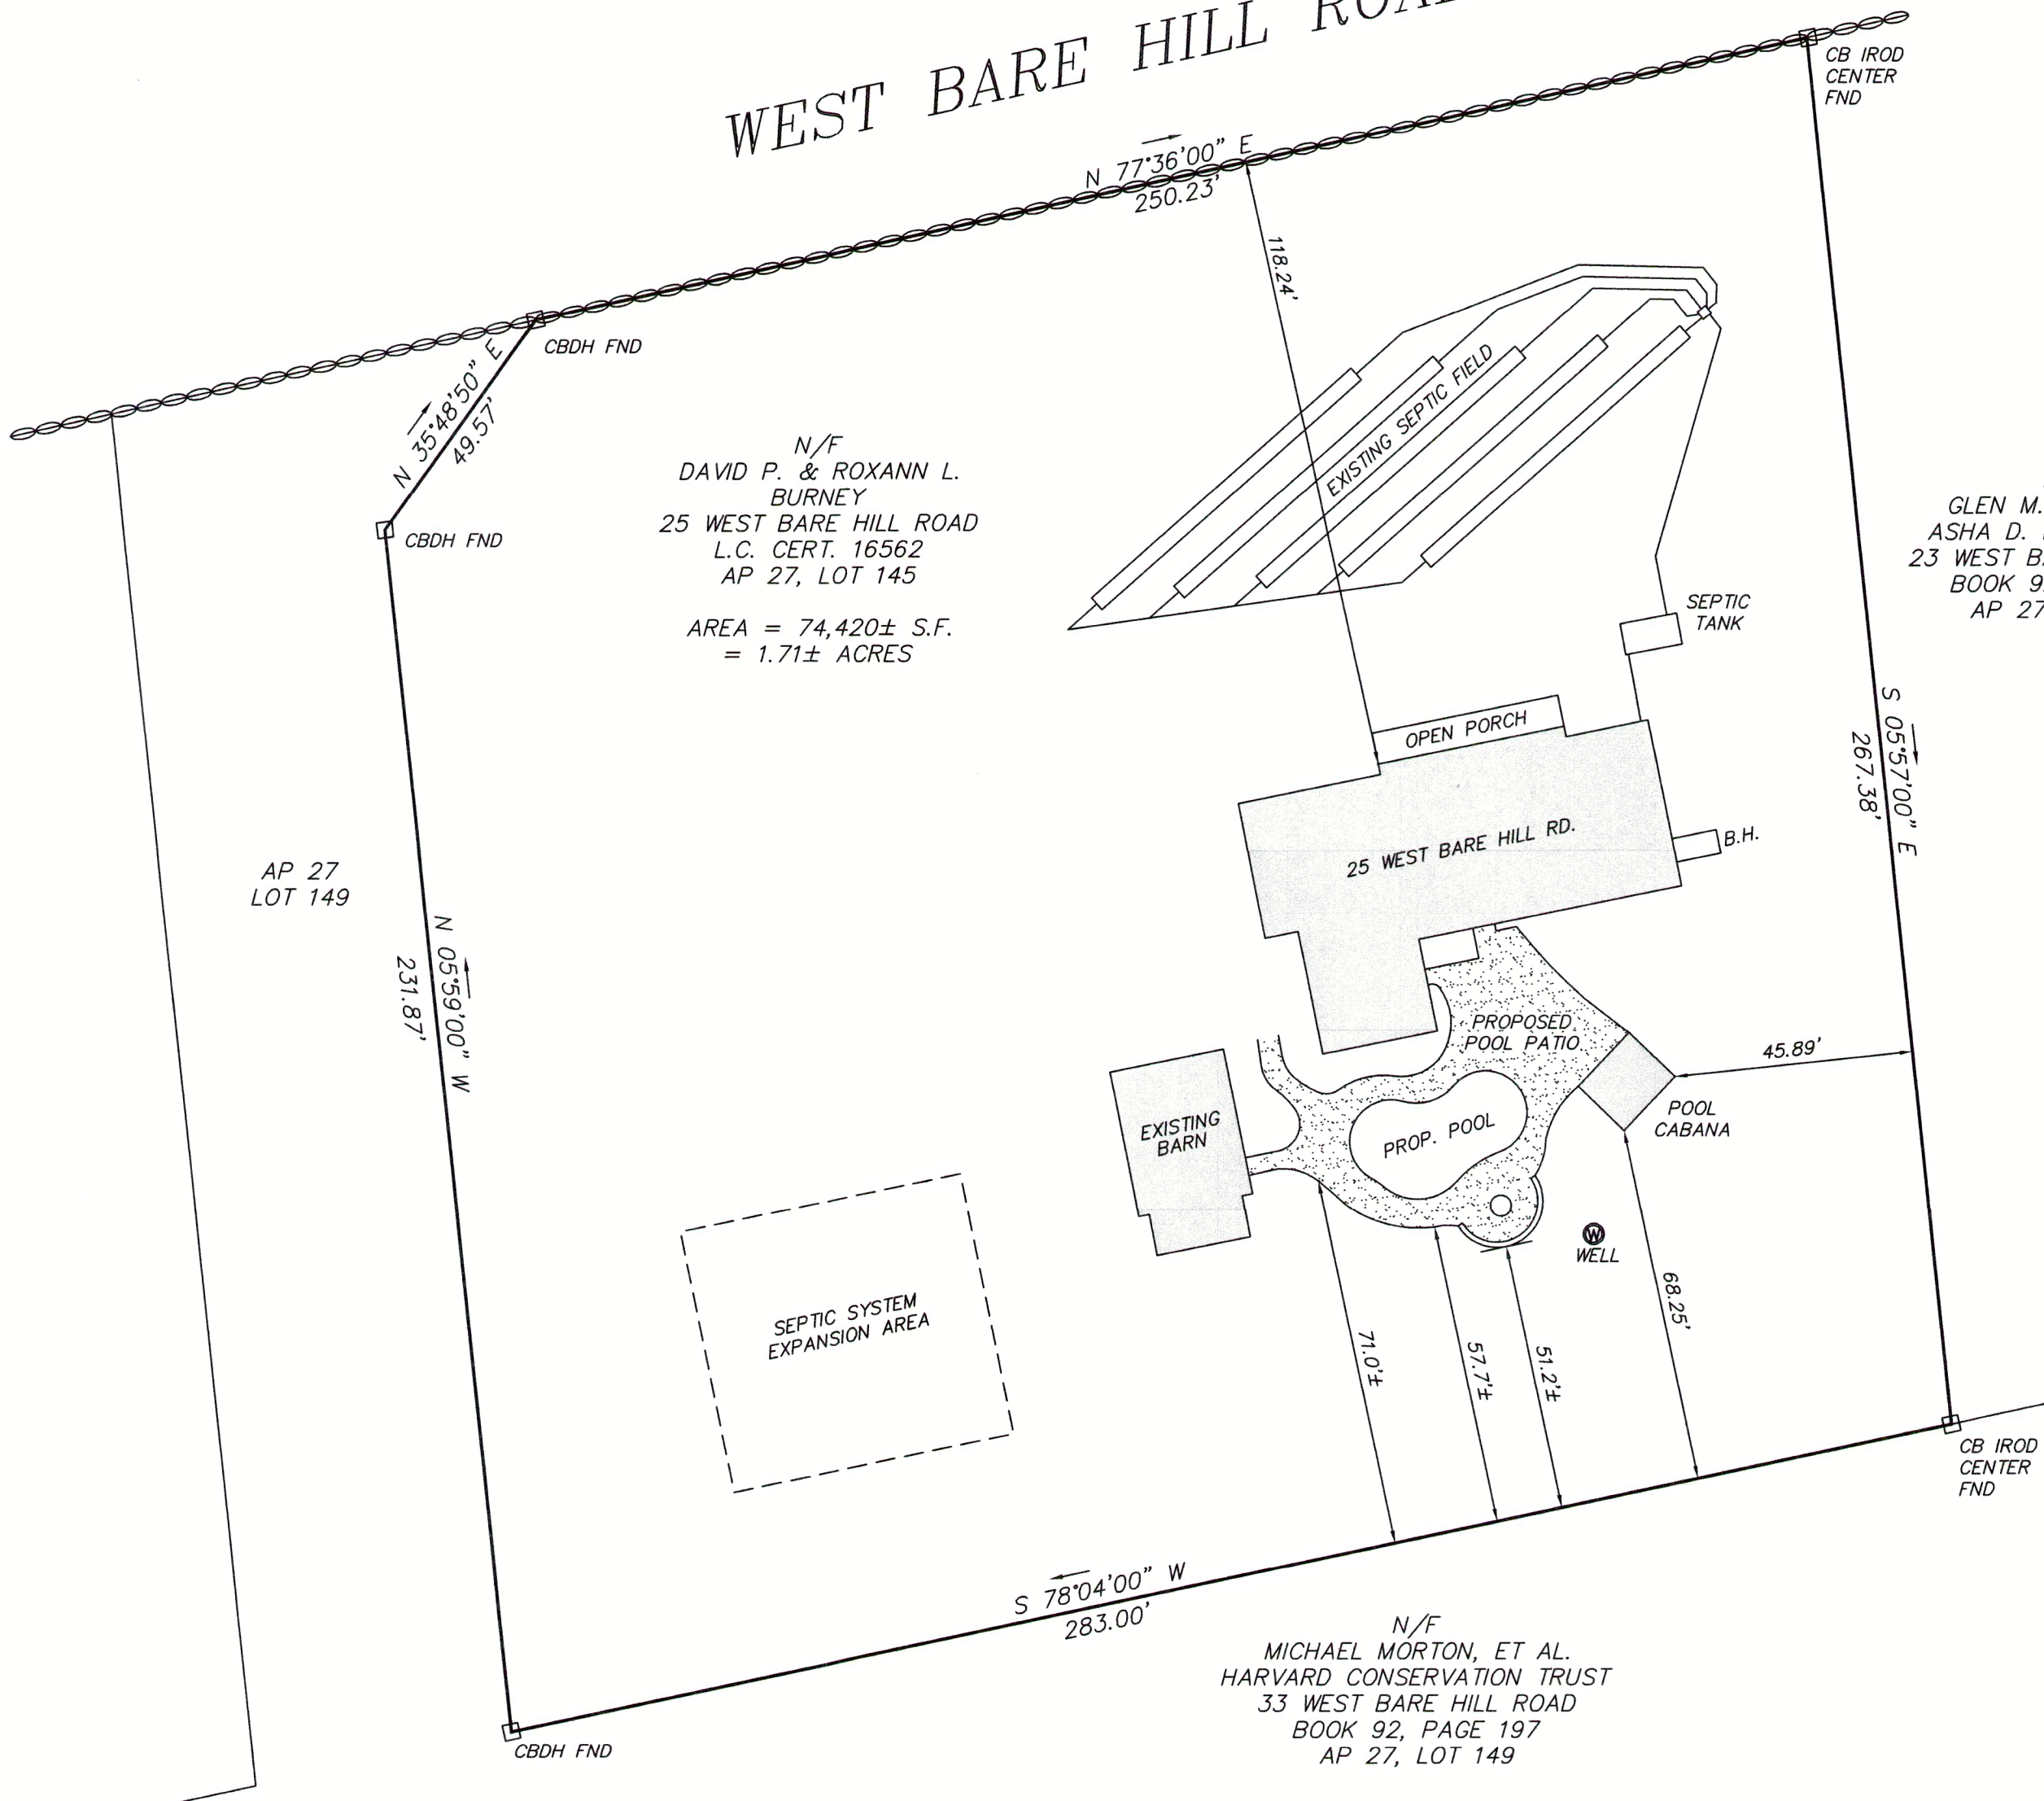 WEST BARE HILL
N 77°36'00" E
250.23'
CB IROD
CENTER
FND
118.24'
CBDH FND
N 35°48'50" E
49.57'
CBDH FND
N/F
DAVID P. & ROXANN L.
BURNEY
25 WEST BARE HILL ROAD
L.C. CERT. 16562
AP 27, LOT 145
AREA = 74,420± S.F.
= 1.71± ACRES
EXISTING SEPTIC FIELD
GLEN M.
ASHA D.
23 WEST
BOOK
AP 27
SEPTIC
TANK
OPEN PORCH
S 05°57'00" E
267.38'
25 WEST BARE HILL RD.
B.H.
AP 27
LOT 149
N 05°59'00" W
231.87'
PROPOSED
POOL PATIO
45.89'
POOL
CABANA
EXISTING
BARN
PROP. POOL
W
WELL
SEPTIC SYSTEM
EXPANSION AREA
71.0'±
57.7'±
51.2'±
68.25'
CB IROD
CENTER
FND
S 78°04'00" W
283.00'
N/F
MICHAEL MORTON, ET AL.
HARVARD CONSERVATION TRUST
33 WEST BARE HILL ROAD
BOOK 92, PAGE 197
AP 27, LOT 149
CBDH FND